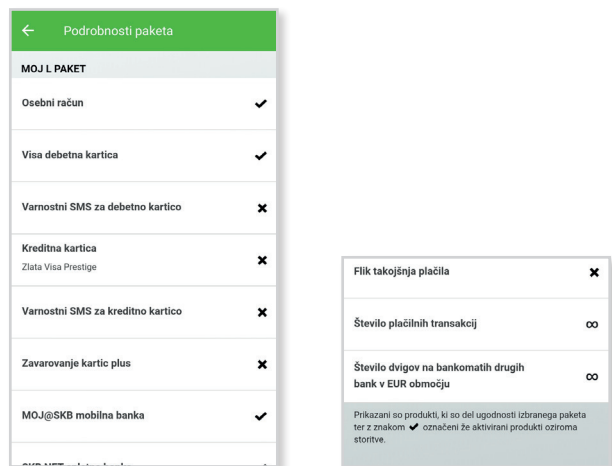 Podrobnosti paketa
MOJ L PAKET
Osebni račun
Visa debetna kartica
Varnostni SMS za debetno kartico
Kreditna kartica
Zlata Visa Prestige
Varnostni SMS za kreditno kartico
Zavarovanje kartic plus
MOJ@SKB mobilna banka
Flik takojšnja plačila
Število plačilnih transakcij
∞
Število dvigov na bankomatih drugih
bank v EUR območju
∞
Prikazani so produkti, ki so del ugodnosti izbranega paketa
ter z znakom ✔ označeni že aktivirani produkti oziroma
storitve.